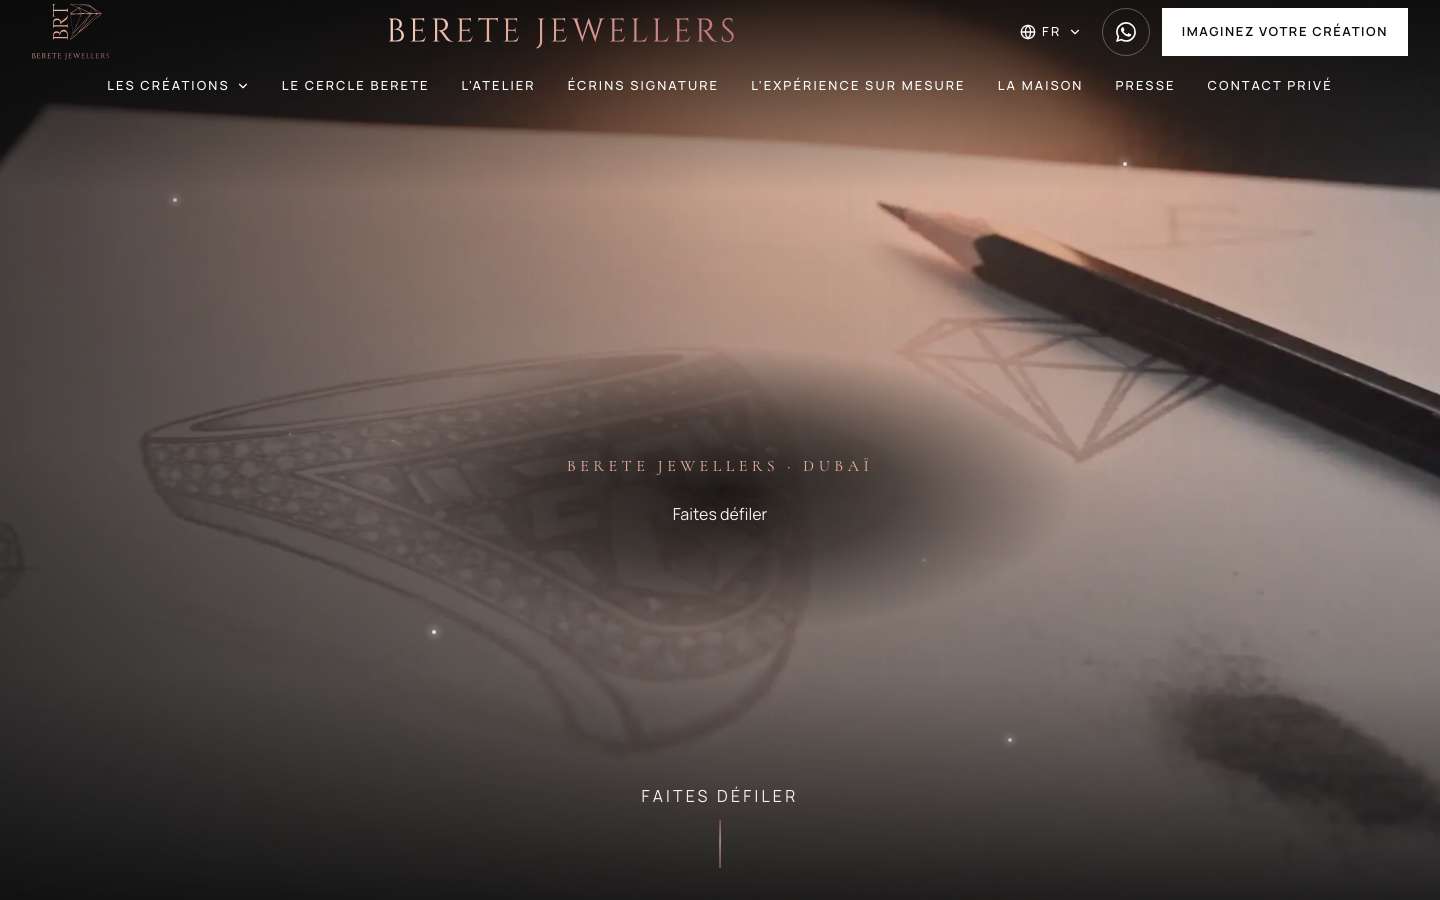 BRT
BERETE JEWELLERS
BERETE JEWELLERS
FR
IMAGINEZ VOTRE CRÉATION
LES CRÉATIONS
LE CERCLE BERETE
L'ATELIER
ÉCRINS SIGNATURE
L'EXPÉRIENCE SUR MESURE
LA MAISON
PRESSE
CONTACT PRIVÉ
BERETE JEWELLERS · DUBAÏ
Faites défiler
FAITES DÉFILER